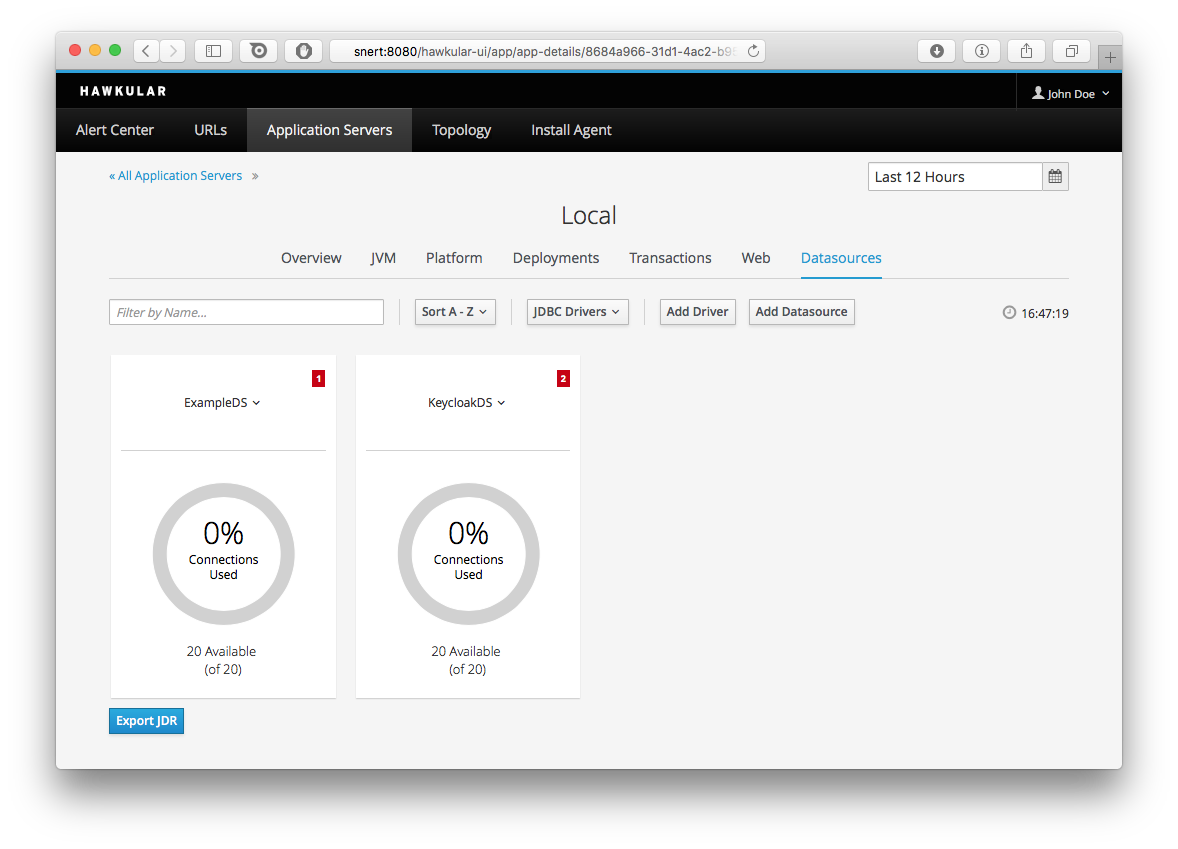 snert:8080/hawkular-ui/app/app-details/8684a966-31d1-4ac2-b95
HAWKULAR
John Doe
Alert Center URLs Application Servers Topology Install Agent
« All Application Servers »
Last 12 Hours
Local
Overview JVM Platform Deployments Transactions Web Datasources
Filter by Name...
Sort A - Z
JDBC Drivers
Add Driver
Add Datasource
16:47:19
1
ExampleDS
0%
Connections
Used
20 Available
(of 20)
2
KeycloakDS
0%
Connections
Used
20 Available
(of 20)
Export JDR